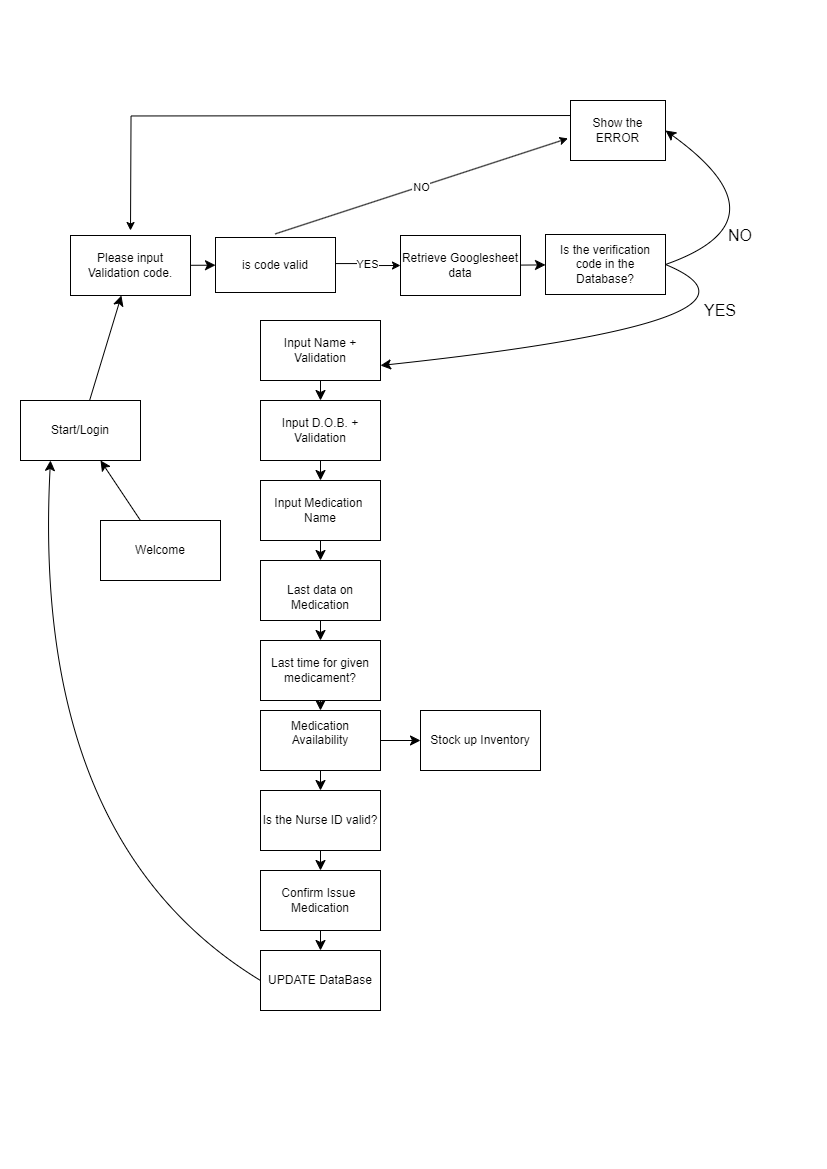 Show the
ERROR
NO
NO
Please input
Validation code.
is code valid
YES
Retrieve Googlesheet
data
Is the verification
code in the
Database?
YES
Input Name +
Validation
Start/Login
Input D.O.B. +
Validation
Input Medication
Name
Welcome
Last data on
Medication
Last time for given
medicament?
Medication
Availability
Stock up Inventory
Is the Nurse ID valid?
Confirm Issue
Medication
UPDATE DataBase